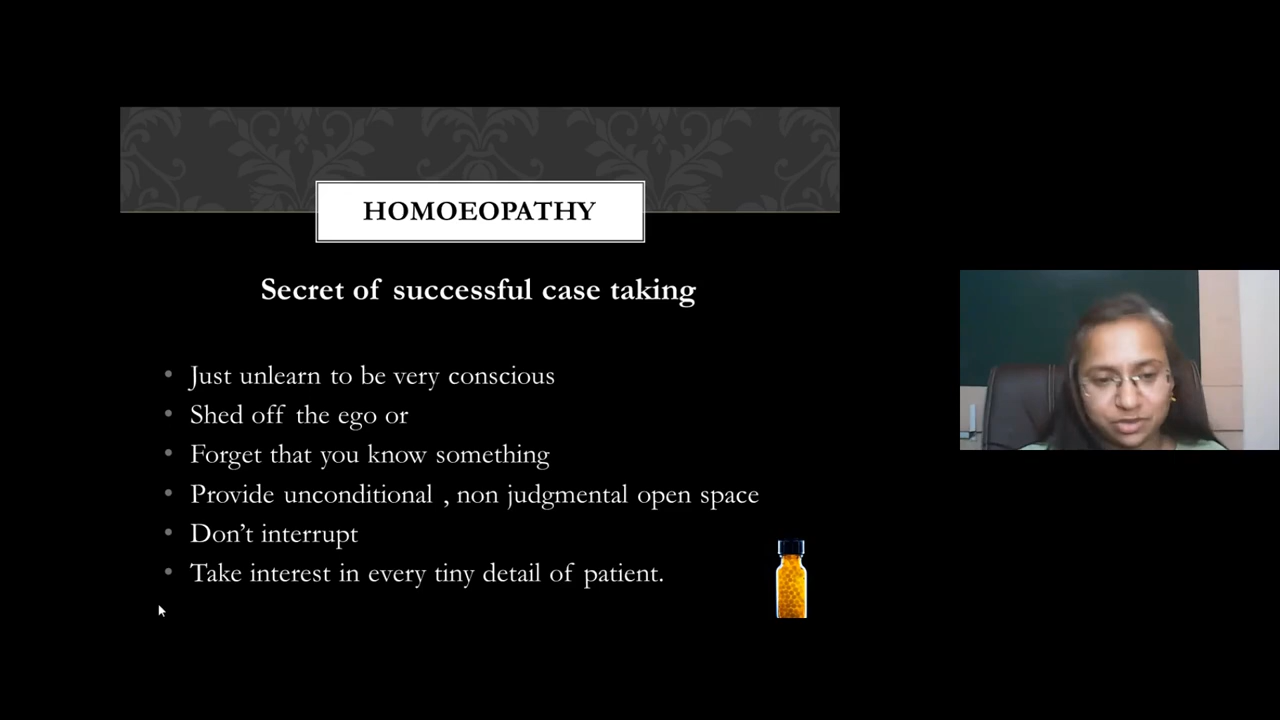 HOMOEOPATHY
Secret of successful case taking
• Just unlearn to be very conscious
• Shed off the ego or
• Forget that you know something
• Provide unconditional , non judgmental open space
• Don’t interrupt
• Take interest in every tiny detail of patient.